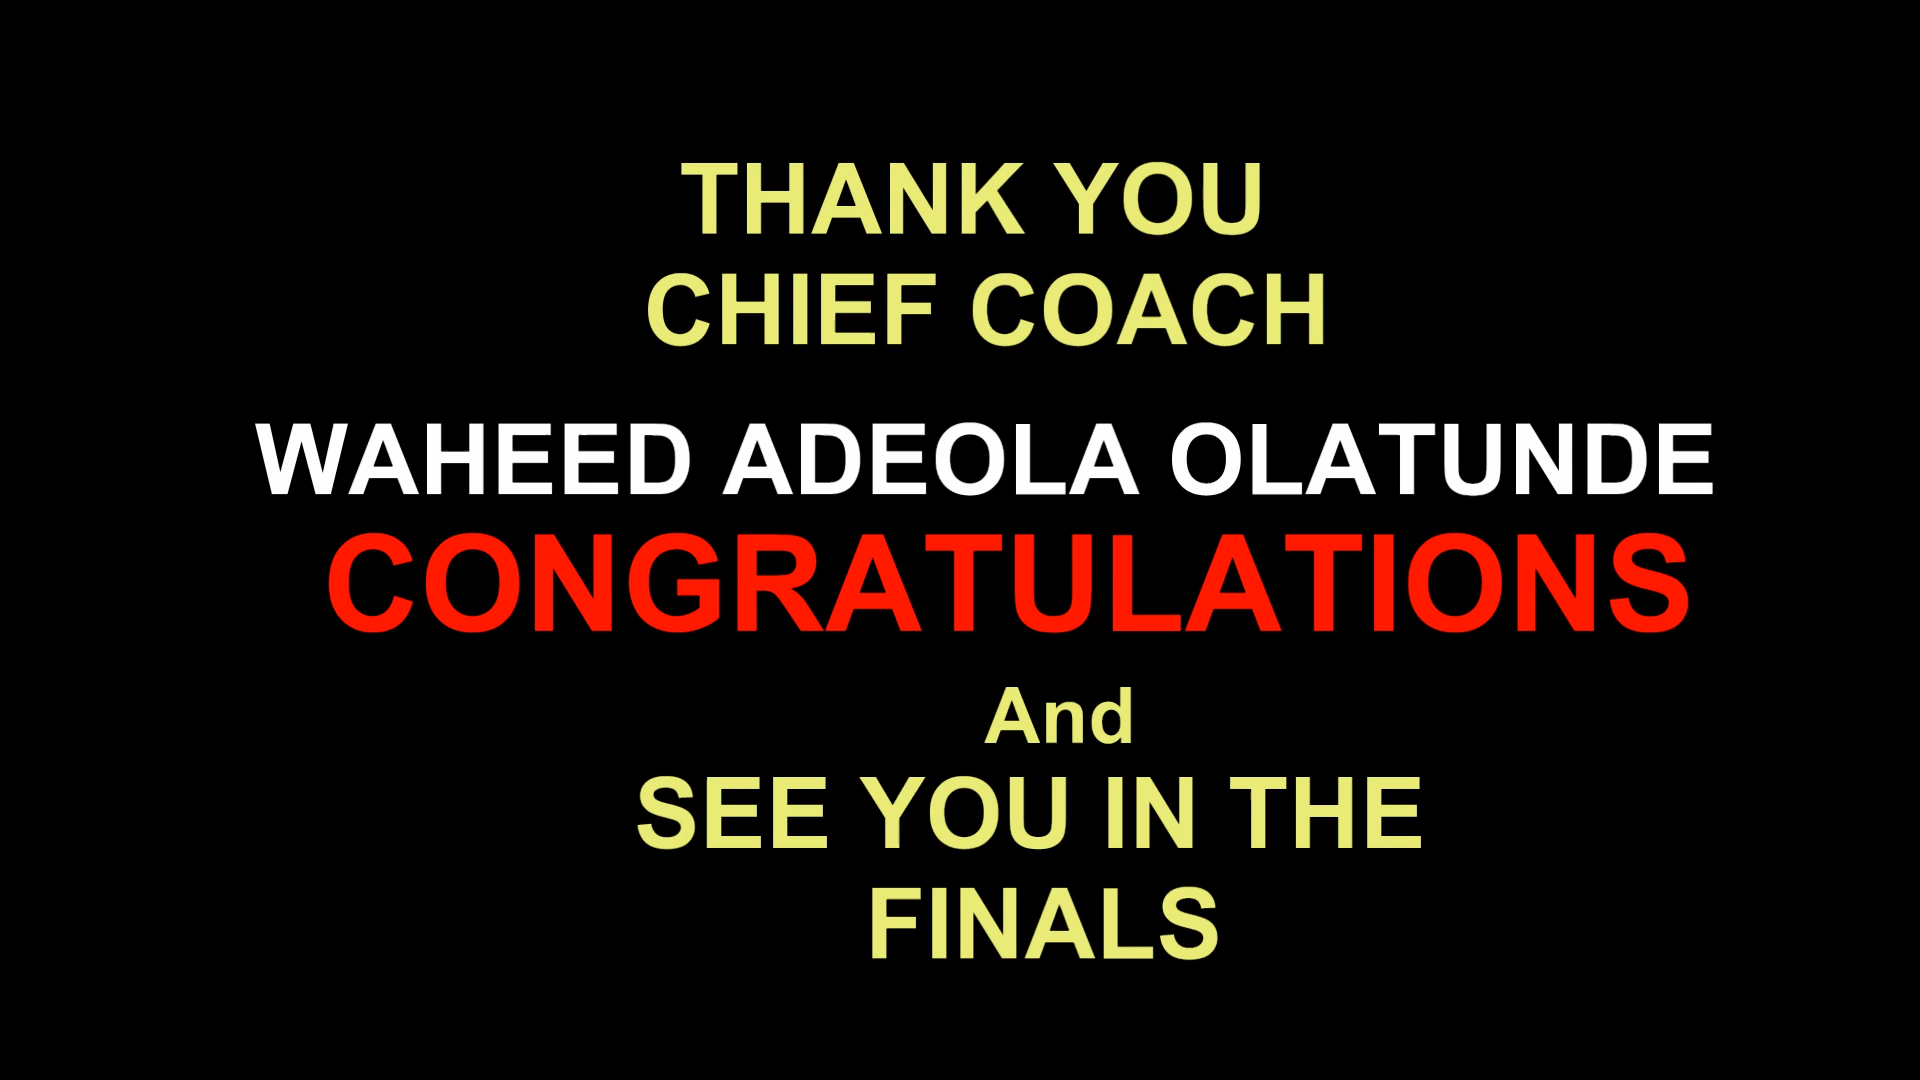 THANK YOU
CHIEF COACH
WAHEED ADEOLA OLATUNDE
CONGRATULATIONS
And
SEE YOU IN THE
FINALS